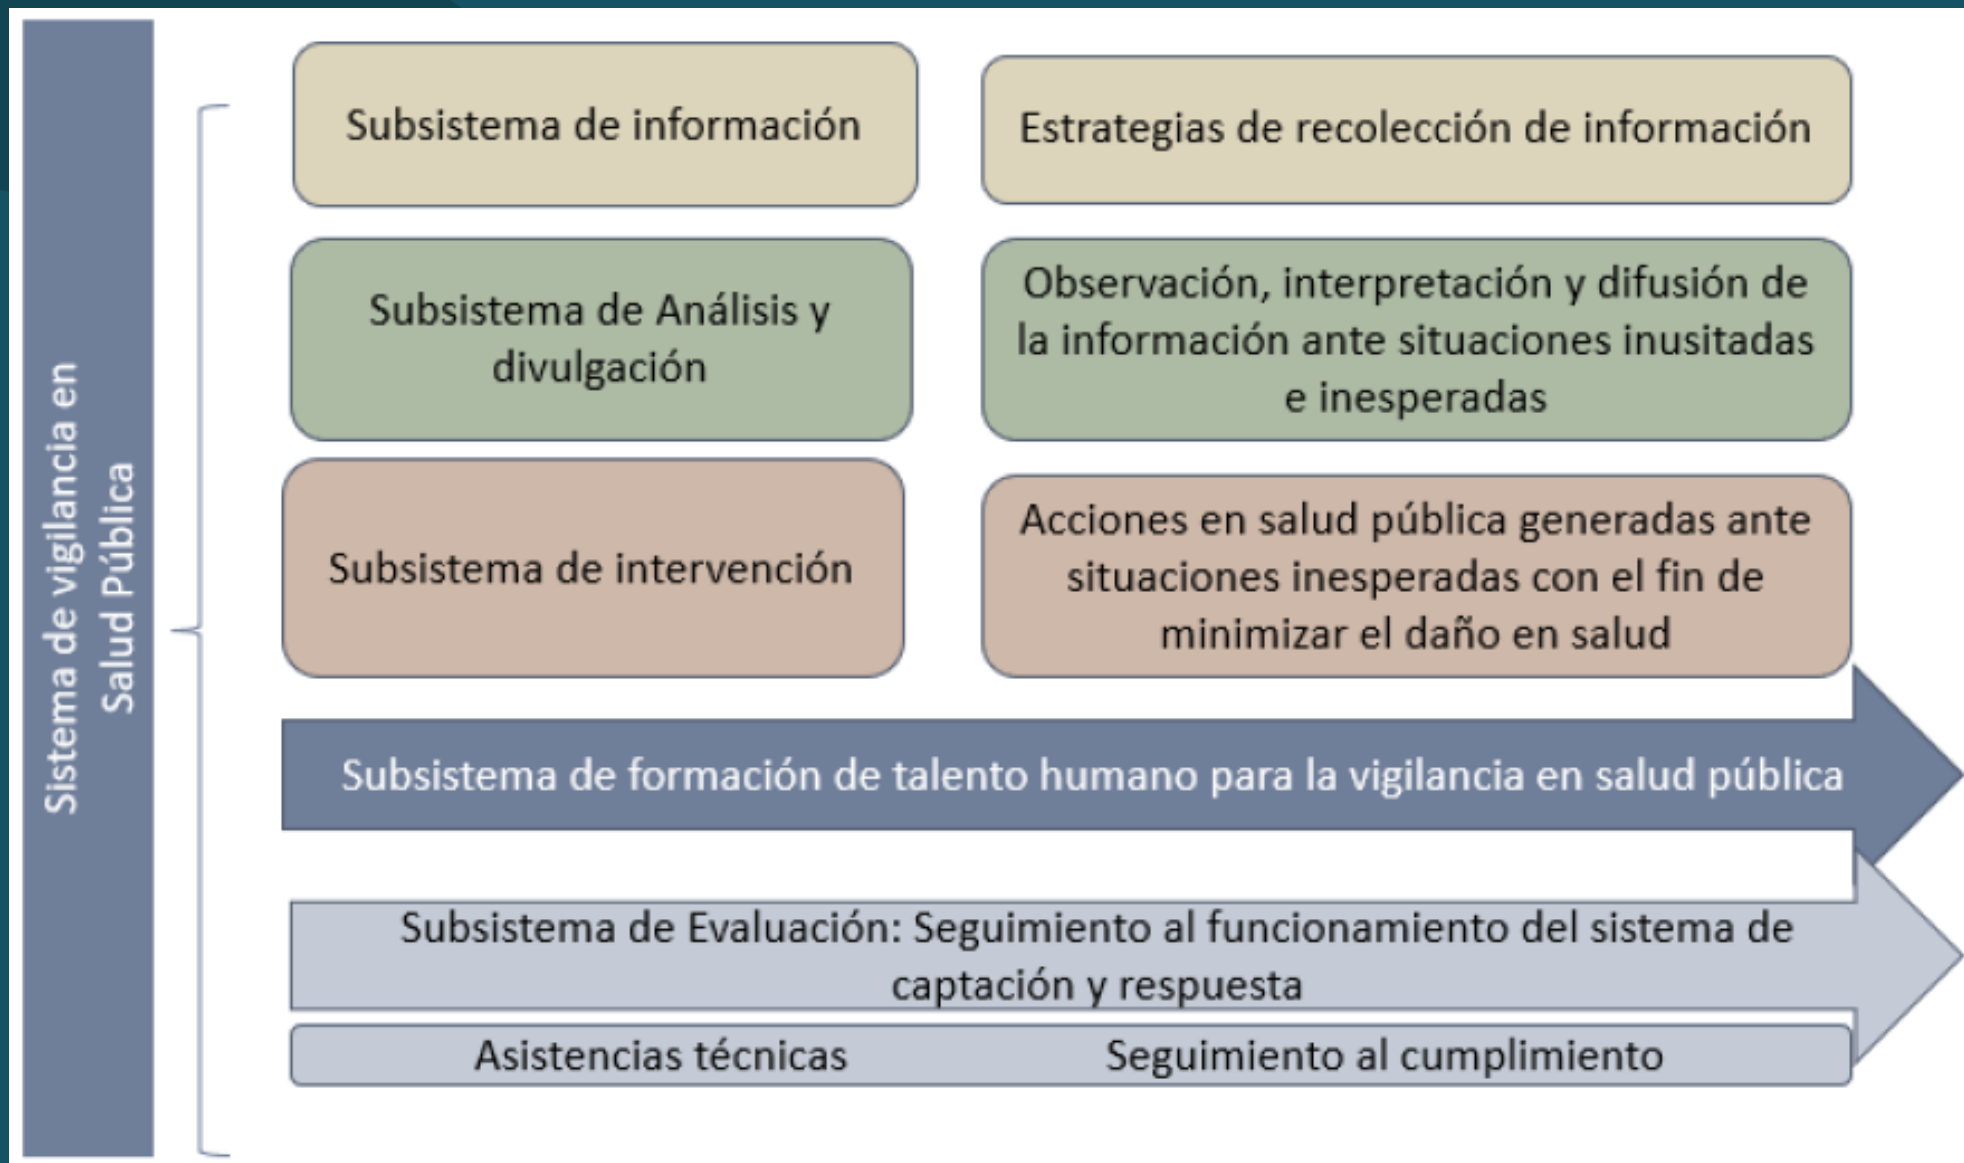 Sistema de vigilancia en
Salud Pública
Subsistema de información
Estrategias de recolección de información
Subsistema de Análisis y
divulgación
Observación, interpretación y difusión de
la información ante situaciones inusitadas
e inesperadas
Subsistema de intervención
Acciones en salud pública generadas ante
situaciones inesperadas con el fin de
minimizar el daño en salud
Subsistema de formación de talento humano para la vigilancia en salud pública
Subsistema de Evaluación: Seguimiento al funcionamiento del sistema de
captación y respuesta
Asistencias técnicas
Seguimiento al cumplimiento